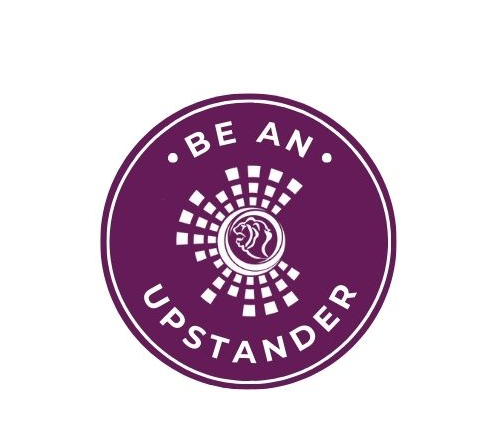 • BE AN •
UPSTANDER